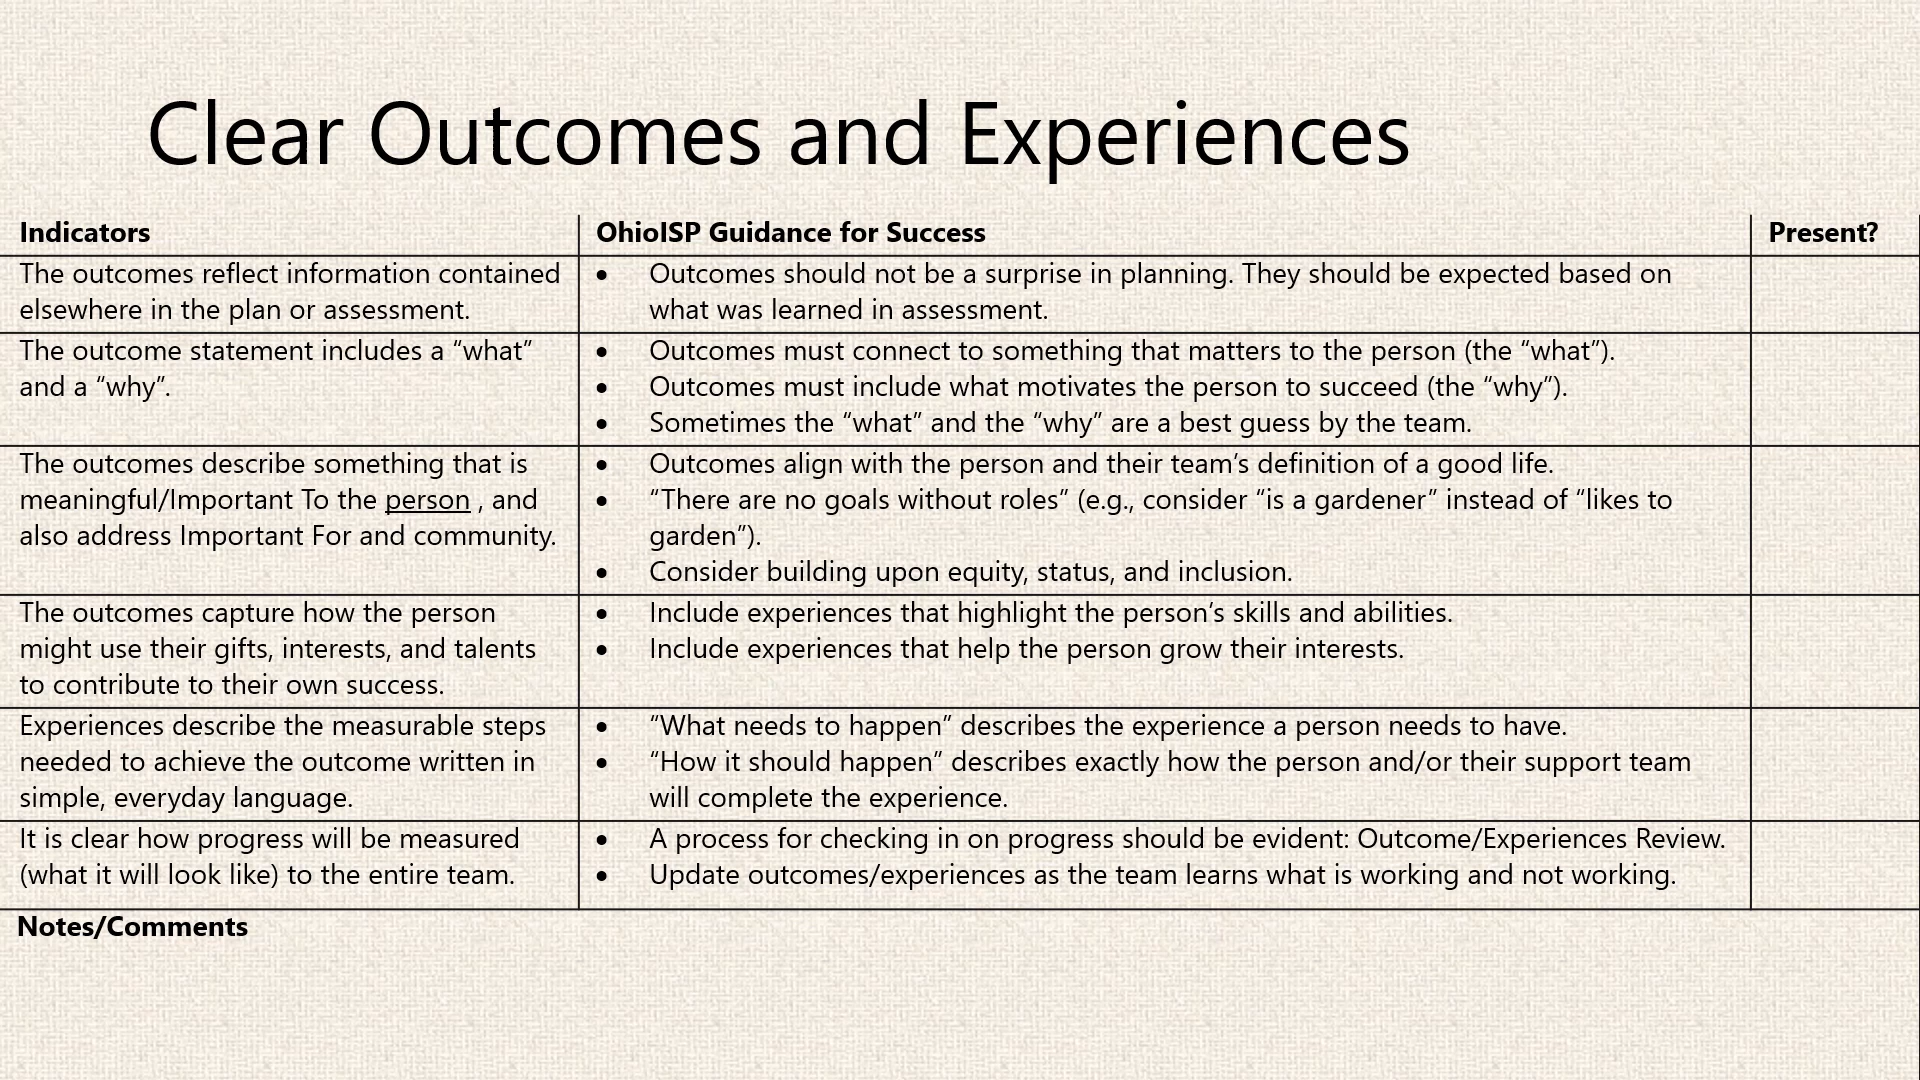 Clear Outcomes and Experiences
Indicators
OhioISP Guidance for Success
Present?
The outcomes reflect information contained
elsewhere in the plan or assessment.
• Outcomes should not be a surprise in planning. They should be expected based on
what was learned in assessment.
The outcome statement includes a “what”
and a “why”.
• Outcomes must connect to something that matters to the person (the “what”).
• Outcomes must include what motivates the person to succeed (the “why”).
• Sometimes the “what” and the “why” are a best guess by the team.
The outcomes describe something that is
meaningful/Important To the person , and
also address Important For and community.
• Outcomes align with the person and their team’s definition of a good life.
• “There are no goals without roles” (e.g., consider “is a gardener” instead of “likes to
garden”).
• Consider building upon equity, status, and inclusion.
The outcomes capture how the person
might use their gifts, interests, and talents
to contribute to their own success.
• Include experiences that highlight the person’s skills and abilities.
• Include experiences that help the person grow their interests.
Experiences describe the measurable steps
needed to achieve the outcome written in
simple, everyday language.
• “What needs to happen” describes the experience a person needs to have.
• “How it should happen” describes exactly how the person and/or their support team
will complete the experience.
It is clear how progress will be measured
(what it will look like) to the entire team.
• A process for checking in on progress should be evident: Outcome/Experiences Review.
• Update outcomes/experiences as the team learns what is working and not working.
Notes/Comments